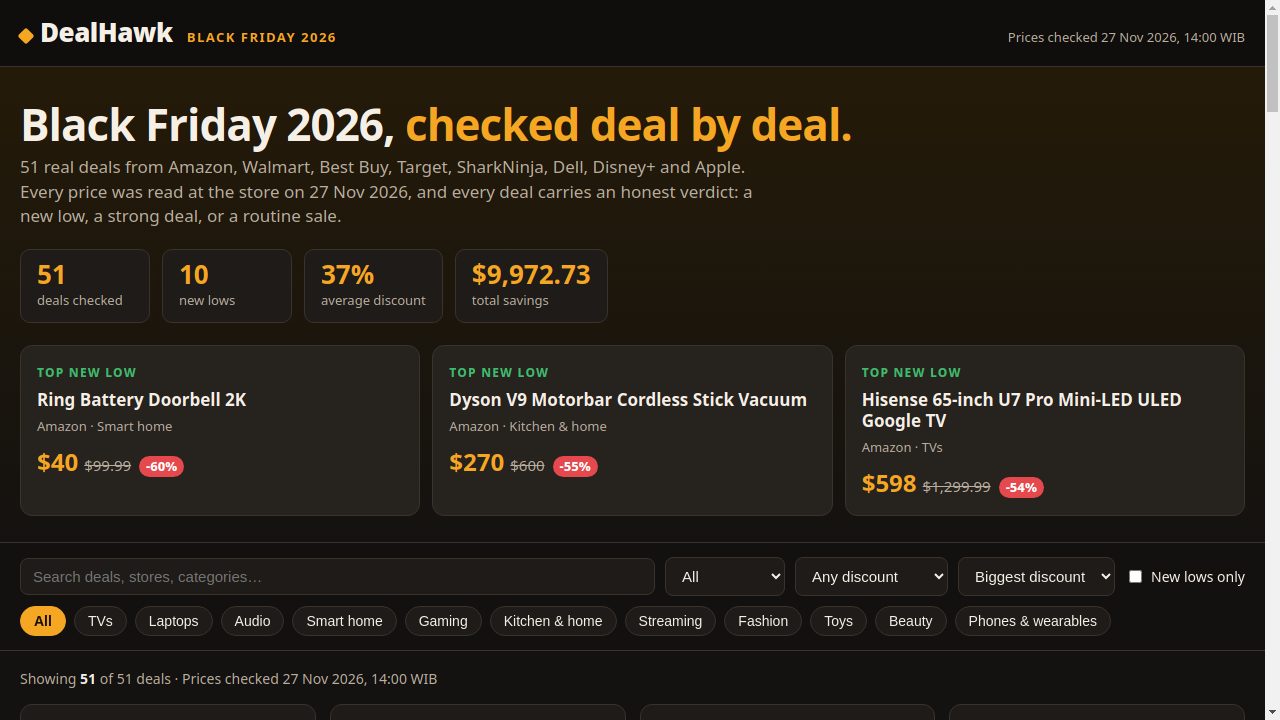 DealHawk BLACK FRIDAY 2026
Prices checked 27 Nov 2026, 14:00 WIB
Black Friday 2026, checked deal by deal.
51 real deals from Amazon, Walmart, Best Buy, Target, SharkNinja, Dell, Disney+ and Apple.
Every price was read at the store on 27 Nov 2026, and every deal carries an honest verdict: a
new low, a strong deal, or a routine sale.
51
deals checked
10
new lows
37%
average discount
$9,972.73
total savings
TOP NEW LOW
Ring Battery Doorbell 2K
Amazon · Smart home
$40 $99.99 -60%
TOP NEW LOW
Dyson V9 Motorbar Cordless Stick Vacuum
Amazon · Kitchen & home
$270 $600 -55%
TOP NEW LOW
Hisense 65-inch U7 Pro Mini-LED ULED
Google TV
Amazon · TVs
$598 $1,299.99 -54%
Search deals, stores, categories…
All
Any discount
Biggest discount
New lows only
All
TVs
Laptops
Audio
Smart home
Gaming
Kitchen & home
Streaming
Fashion
Toys
Beauty
Phones & wearables
Showing 51 of 51 deals · Prices checked 27 Nov 2026, 14:00 WIB